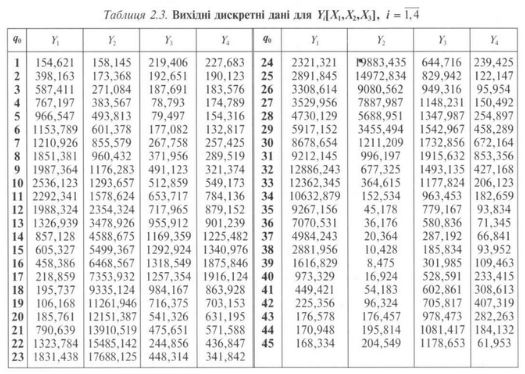 Таблиця 2.3. Вихідні дискретні дані для Yᵢ[X₁,X₂,X₃], i = 1,4
q₀ Y₁ Y₂ Y₃ Y₄
1 154,621 158,145 219,406 227,683
2 398,163 173,368 192,651 190,123
3 587,411 271,084 187,691 183,576
4 767,197 383,567 78,793 174,789
5 966,547 493,813 79,497 154,316
6 1153,789 601,378 177,082 132,817
7 1210,926 855,579 267,758 257,425
8 1851,381 960,432 371,956 289,519
9 1987,364 1176,283 491,123 321,374
10 2536,123 1293,657 512,859 549,173
11 2292,341 1578,624 653,717 784,136
12 1988,324 2354,324 717,965 879,152
13 1326,939 3478,926 955,912 901,239
14 857,128 4588,675 1169,359 1225,482
15 605,327 5499,367 1292,924 1340,976
16 458,386 6468,567 1318,549 1875,846
17 218,859 7353,932 1257,354 1916,124
18 195,737 9335,124 984,167 863,928
19 106,168 11261,946 716,375 703,153
20 185,761 12151,387 541,326 631,195
21 790,639 13910,519 475,651 571,588
22 1323,784 15485,142 244,856 436,847
23 1831,438 17688,125 448,314 341,842
q₀ Y₁ Y₂ Y₃ Y₄
24 2321,321 19883,435 644,716 239,425
25 2891,845 14972,834 829,942 122,147
26 3308,614 9080,562 949,316 95,954
27 3529,956 7887,987 1148,231 150,492
28 4730,129 5688,951 1347,987 254,897
29 5917,152 3455,494 1542,967 458,289
30 8678,654 1211,209 1732,856 672,164
31 9212,145 996,197 1915,632 853,356
32 12886,243 677,325 1493,135 427,168
33 12362,345 364,615 1177,824 206,123
34 10632,879 152,534 963,453 182,659
35 9267,156 45,178 779,167 93,834
36 7070,531 36,176 580,836 71,345
37 4984,243 20,364 287,192 66,841
38 2881,956 10,428 185,834 93,952
39 1616,829 8,475 301,985 109,463
40 973,329 16,924 528,591 233,415
41 449,421 54,183 602,861 308,613
42 225,356 96,324 705,817 407,319
43 176,578 176,457 978,473 282,263
44 170,948 195,814 1081,417 184,132
45 168,334 204,549 1178,653 61,953